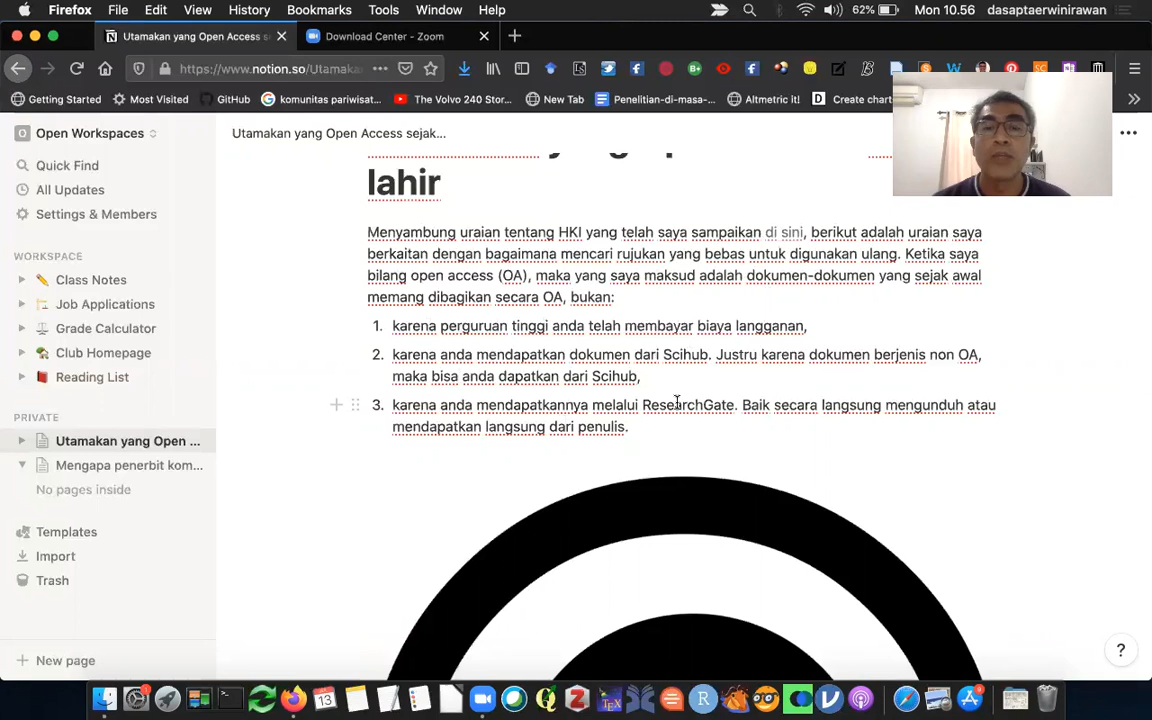 Firefox File Edit View History Bookmarks Tools Window Help 62% Mon 10.56 dasaptaerwinirawan
Utamakan yang Open Access s
Download Center - Zoom
https://www.notion.so/Utamaka
Getting Started Most Visited GitHub komunitas pariwisat... The Volvo 240 Stor... New Tab Penelitian-di-masa-... Altmetric it! Create chart
Open Workspaces
Utamakan yang Open Access sejak...
Quick Find
All Updates
Settings & Members
WORKSPACE
Class Notes
Job Applications
Grade Calculator
Club Homepage
Reading List
PRIVATE
Utamakan yang Open ...
Mengapa penerbit kom...
No pages inside
Templates
Import
Trash
New page
lahir
Menyambung uraian tentang HKI yang telah saya sampaikan di sini, berikut adalah uraian saya
berkaitan dengan bagaimana mencari rujukan yang bebas untuk digunakan ulang. Ketika saya
bilang open access (OA), maka yang saya maksud adalah dokumen-dokumen yang sejak awal
memang dibagikan secara OA, bukan:
1. karena perguruan tinggi anda telah membayar biaya langganan,
2. karena anda mendapatkan dokumen dari Scihub. Justru karena dokumen berjenis non OA,
maka bisa anda dapatkan dari Scihub,
3. karena anda mendapatkannya melalui ResearchGate. Baik secara langsung mengunduh atau
mendapatkan langsung dari penulis.
?